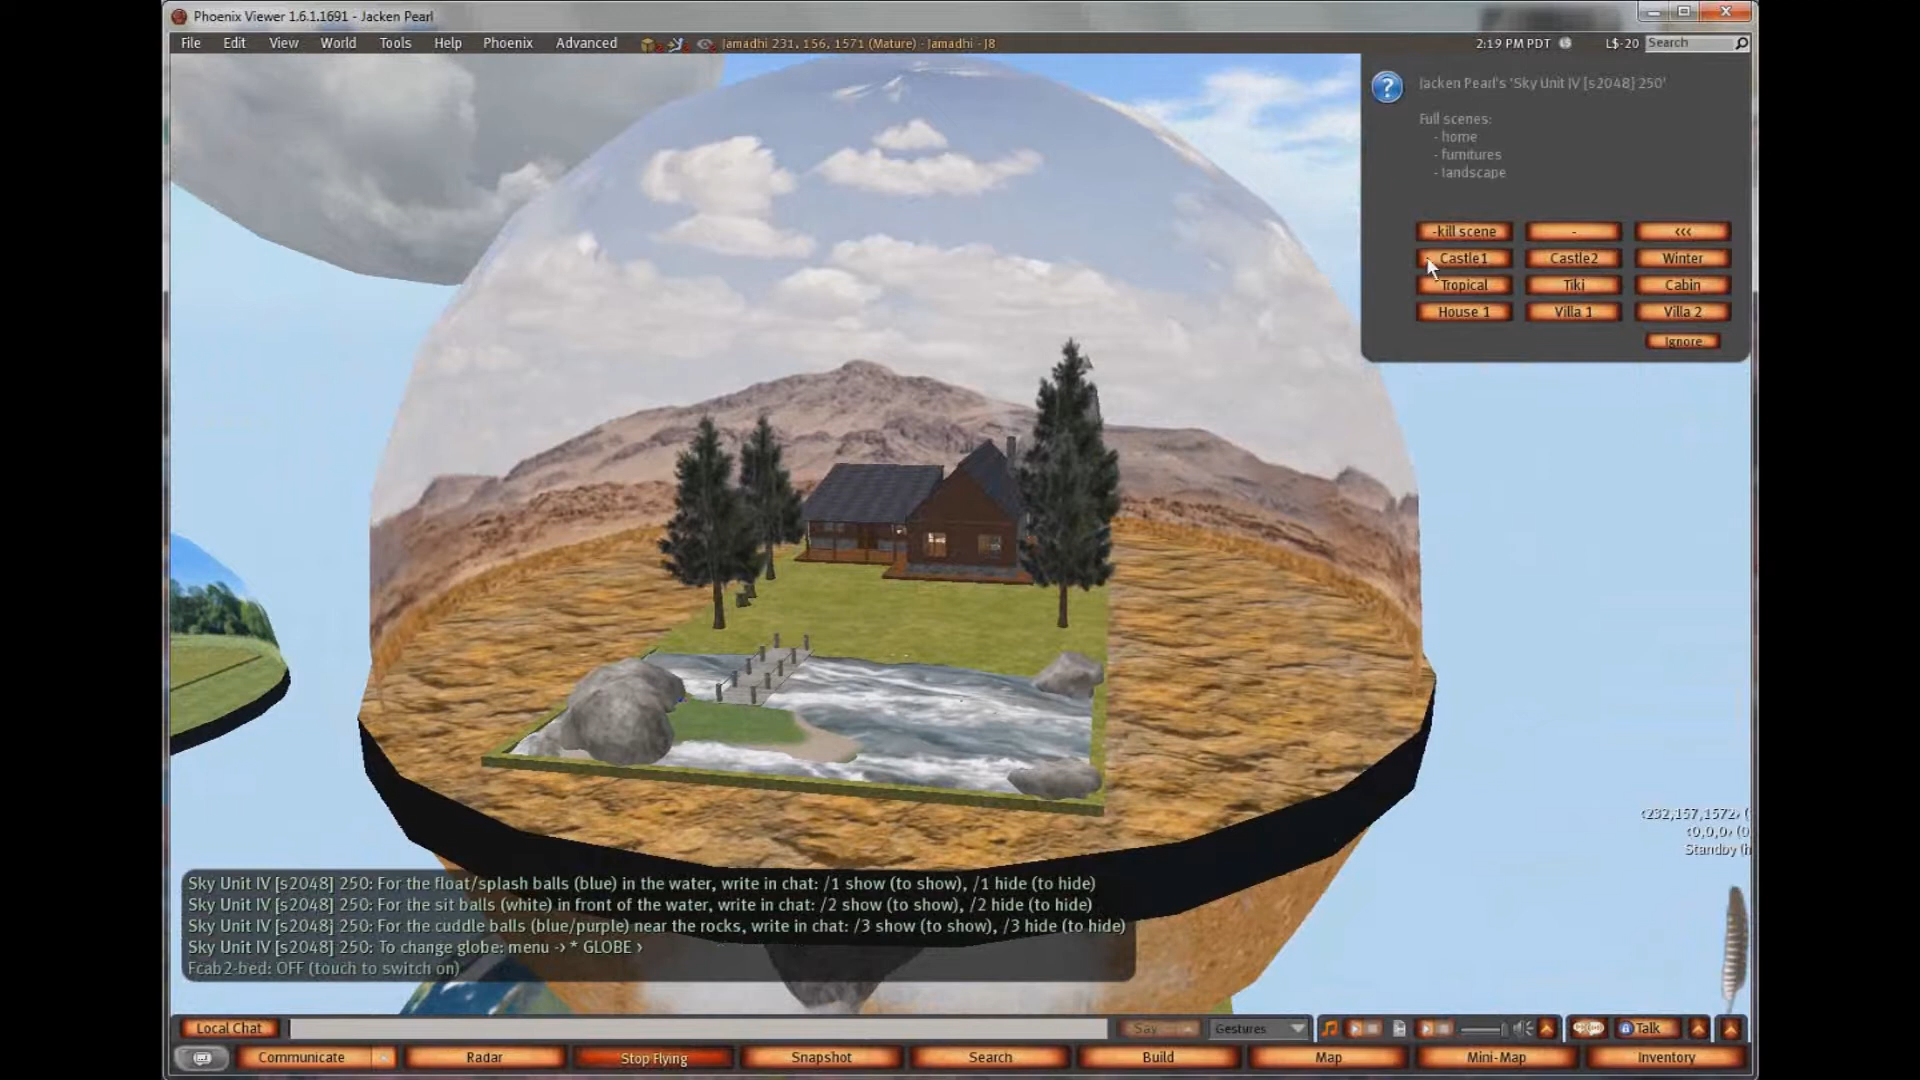 Phoenix Viewer 1.6.1.1691 - Jacken Pearl
File Edit View World Tools Help Phoenix Advanced
Jamadhi 231, 156, 1571 (Mature) - Jamadhi - J8
2:19 PM PDT
L$-20
Search
Jacken Pearl's 'Sky Unit IV [s2048] 250'
Full scenes:
- home
- furnitures
- landscape
-kill scene - <<<
Castle1 Castle2 Winter
Tropical Tiki Cabin
House 1 Villa 1 Villa 2
Ignore
<232,157,1572> (
<0,0,0> (0
Standby (h
Sky Unit IV [s2048] 250: For the float/splash balls (blue) in the water, write in chat: /1 show (to show), /1 hide (to hide)
Sky Unit IV [s2048] 250: For the sit balls (white) in front of the water, write in chat: /2 show (to show), /2 hide (to hide)
Sky Unit IV [s2048] 250: For the cuddle balls (blue/purple) near the rocks, write in chat: /3 show (to show), /3 hide (to hide)
Sky Unit IV [s2048] 250: To change globe: menu -> * GLOBE >
Fcab2-bed: OFF (touch to switch on)
Local Chat Say Gestures Talk
Communicate Radar Stop Flying Snapshot Search Build Map Mini-Map Inventory